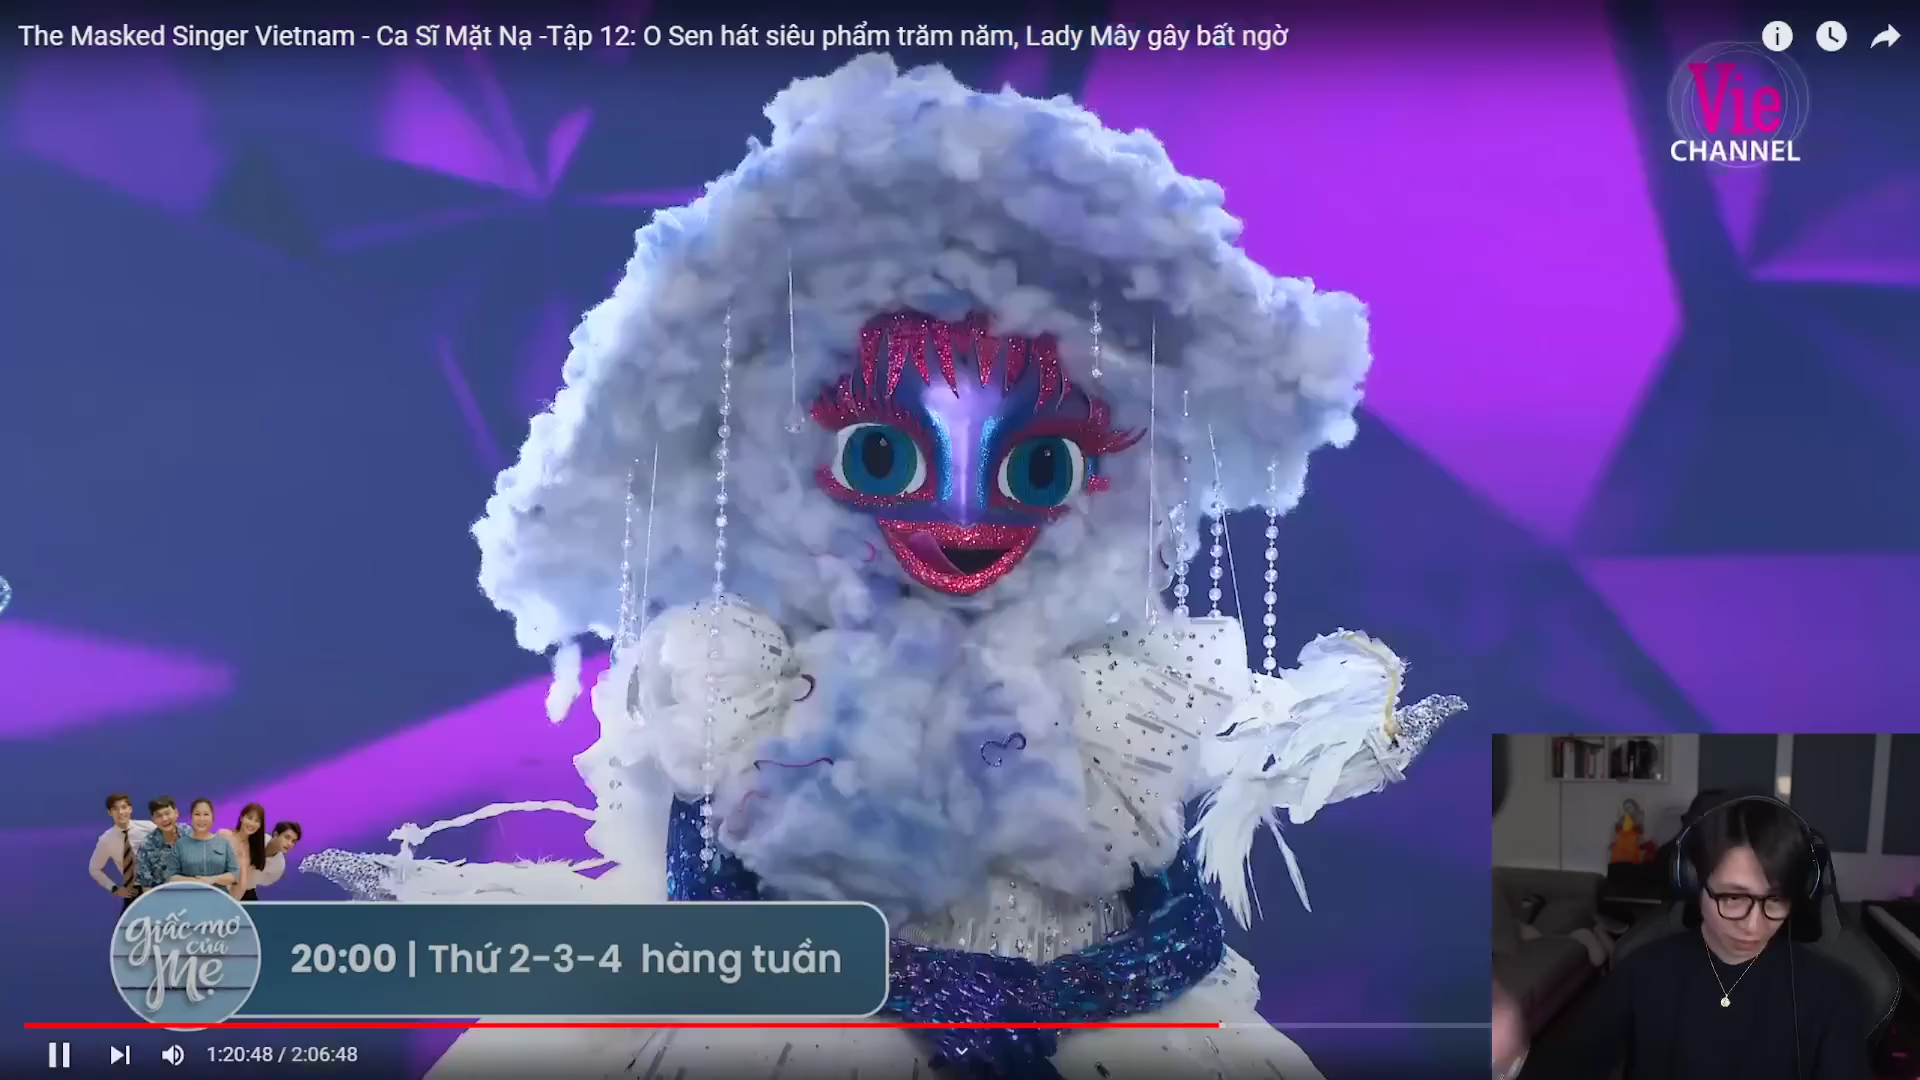 The Masked Singer Vietnam - Ca Sĩ Mặt Nạ -Tập 12: O Sen hát siêu phẩm trăm năm, Lady Mây gây bất ngờ
Vie
CHANNEL
giấc mơ
của
Mẹ
20:00 | Thứ 2-3-4 hàng tuần
1:20:48 / 2:06:48